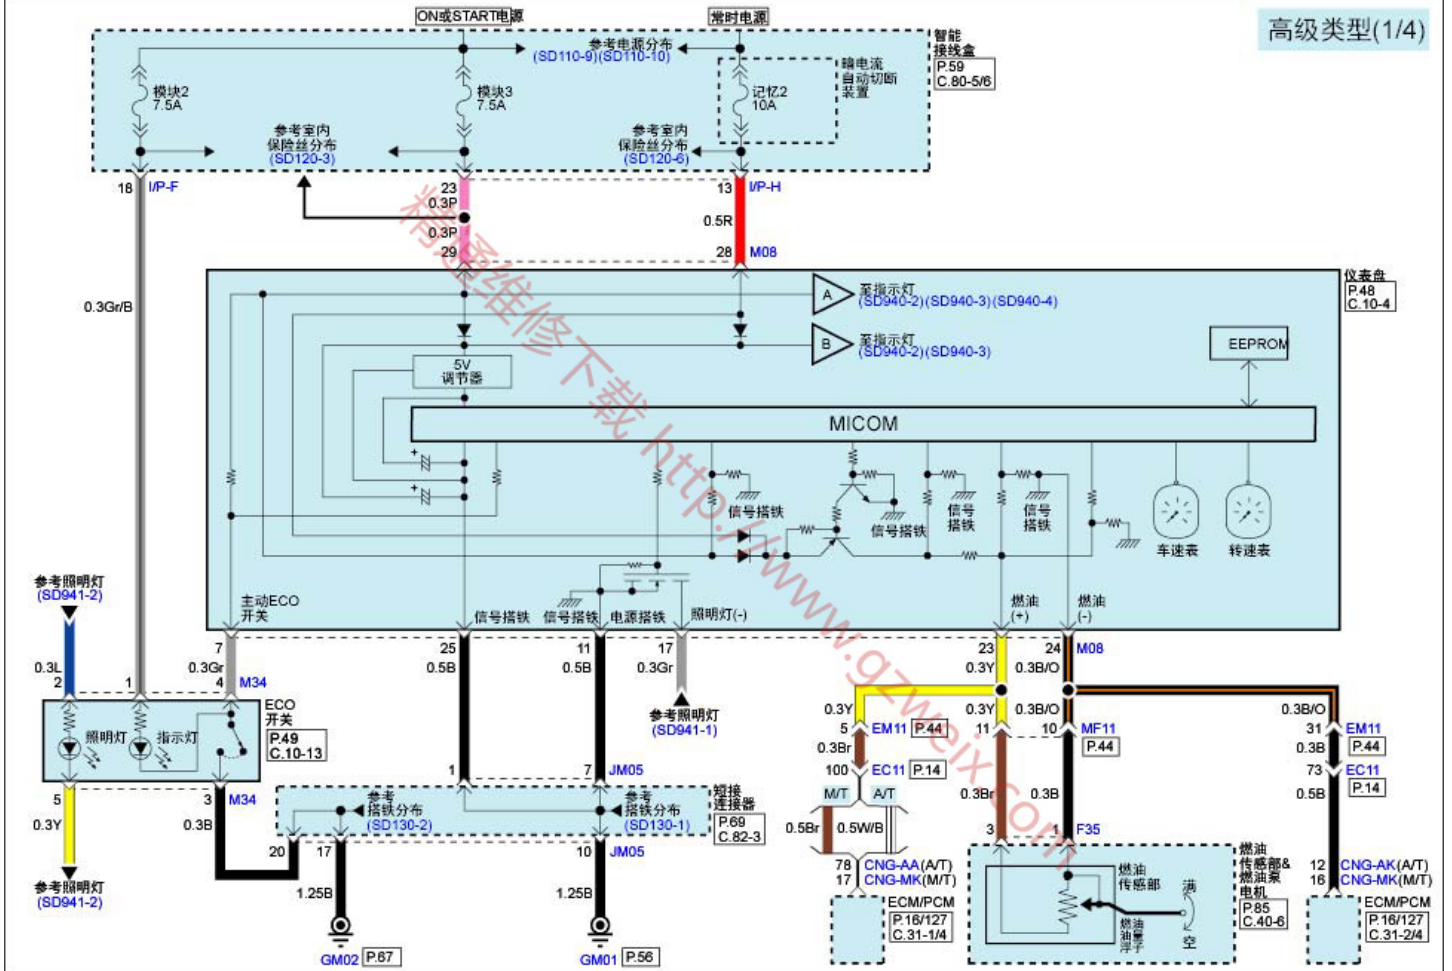 ON或START电源
常时电源
高级类型(1/4)
智能
接线盒
P.59
C.80-5/6
参考电源分布
(SD110-9)(SD110-10)
暗电流
自动切断
装置
模块2
7.5A
模块3
7.5A
记忆2
10A
参考室内
保险丝分布
(SD120-3)
参考室内
保险丝分布
(SD120-6)
18
I/P-F
23
13
I/P-H
0.3P
0.5R
0.3P
29
28
M08
0.3Gr/B
仪表盘
P.48
C.10-4
A
至指示灯
(SD940-2)(SD940-3)(SD940-4)
B
至指示灯
(SD940-2)(SD940-3)
EEPROM
5V
调节器
MICOM
+
+
信号搭铁
信号搭铁
信号
搭铁
信号
搭铁
车速表
转速表
参考照明灯
(SD941-2)
主动ECO
开关
信号搭铁
信号搭铁
电源搭铁
照明灯(-)
燃油
(+)
燃油
(-)
7
25
11
17
23
24
M08
0.3L
0.3Gr
0.5B
0.5B
0.3Gr
0.3Y
0.3B/O
2
1
4
M34
ECO
开关
P.49
C.10-13
照明灯
指示灯
参考照明灯
(SD941-1)
0.3Y
0.3Y
0.3B/O
0.3B/O
5
EM11
P.44
11
10
MF11
P.44
31
EM11
P.44
0.3Br
0.3B
100
EC11
P.14
73
EC11
P.14
M/T
A/T
0.3Br
0.3B
0.5B
0.5Br
0.5W/B
1
7
JM05
5
3
M34
0.3Y
0.3B
参考
搭铁分布
(SD130-2)
参考
搭铁分布
(SD130-1)
短接
连接器
P.69
C.82-3
20
17
10
JM05
1.25B
1.25B
参考照明灯
(SD941-2)
GM02
P.67
GM01
P.56
3
1
F35
78
CNG-AA(A/T)
17
CNG-MK(M/T)
ECM/PCM
P.16/127
C.31-1/4
燃油
传感部
燃油
油量
浮子
满
空
燃油
传感部&
燃油泵
电机
P.85
C.40-6
12
CNG-AK(A/T)
16
CNG-MK(M/T)
ECM/PCM
P.16/127
C.31-2/4
精通维修下载 http://www.gzweix.com